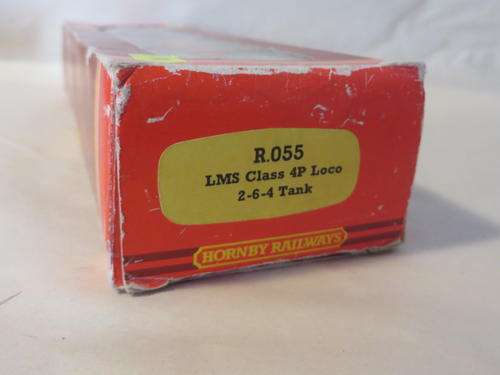 R.055
LMS Class 4P Loco
2-6-4 Tank
HORNBY RAILWAYS